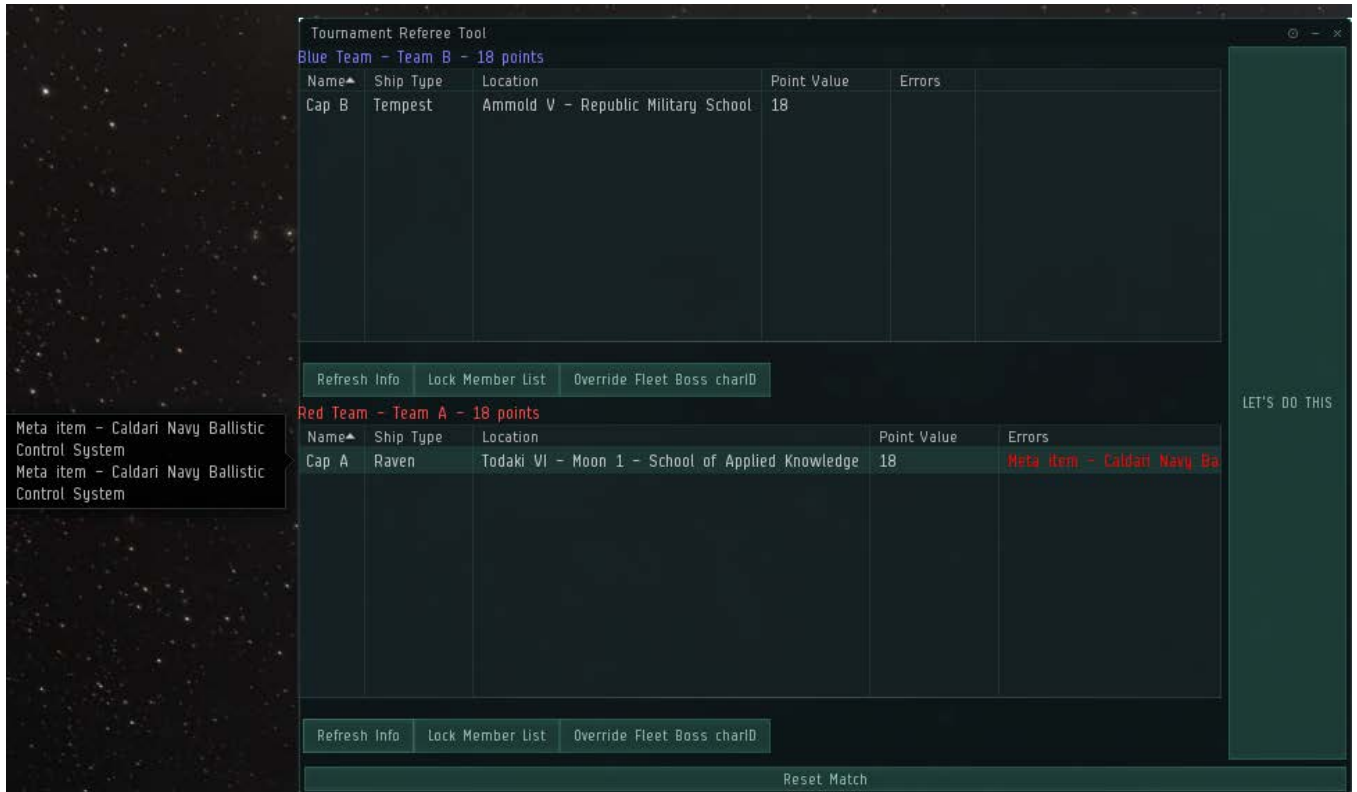 Tournament Referee Tool
Blue Team - Team B - 18 points
Name Ship Type Location Point Value Errors
Cap B Tempest Ammold V - Republic Military School 18
Refresh Info Lock Member List Override Fleet Boss charID
LET'S DO THIS
Red Team - Team A - 18 points
Name Ship Type Location Point Value Errors
Cap A Raven Todaki VI - Moon 1 - School of Applied Knowledge 18 Meta item - Caldari Navy Ba
Meta item - Caldari Navy Ballistic
Control System
Meta item - Caldari Navy Ballistic
Control System
Refresh Info Lock Member List Override Fleet Boss charID
Reset Match